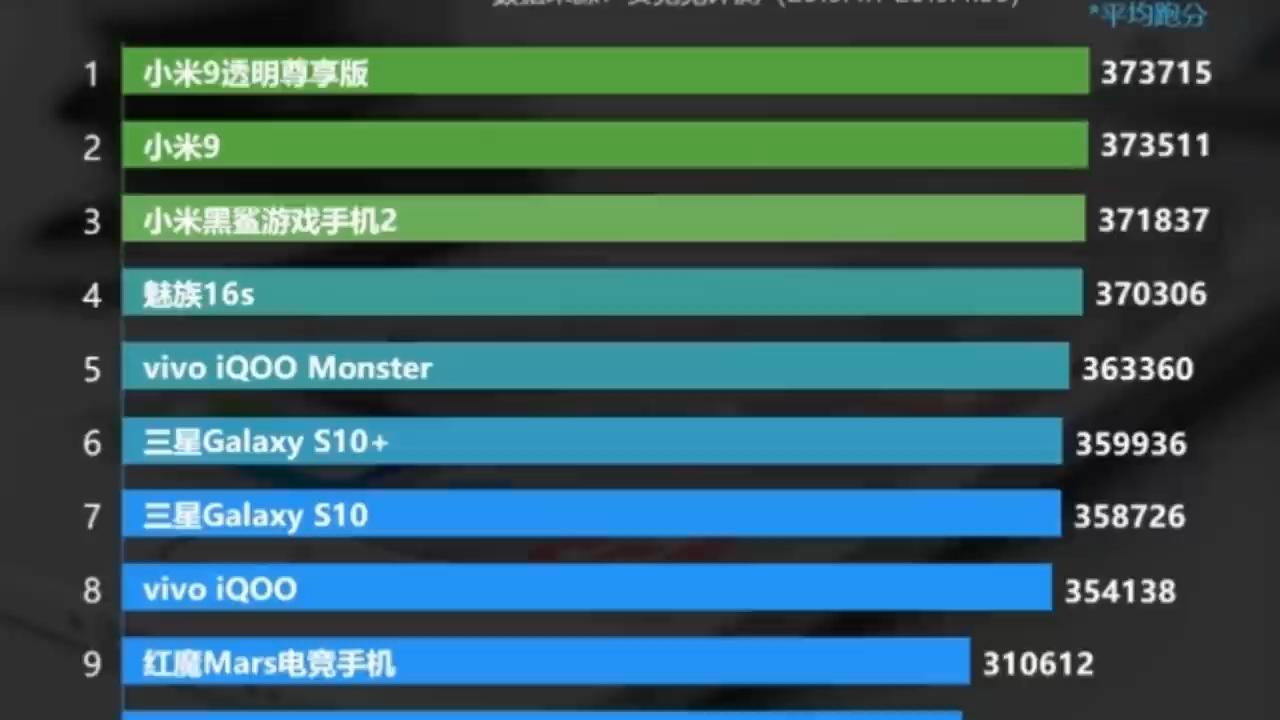 *平均跑分
1 小米9透明尊享版 373715
2 小米9 373511
3 小米黑鲨游戏手机2 371837
4 魅族16s 370306
5 vivo iQOO Monster 363360
6 三星Galaxy S10+ 359936
7 三星Galaxy S10 358726
8 vivo iQOO 354138
9 红魔Mars电竞手机 310612